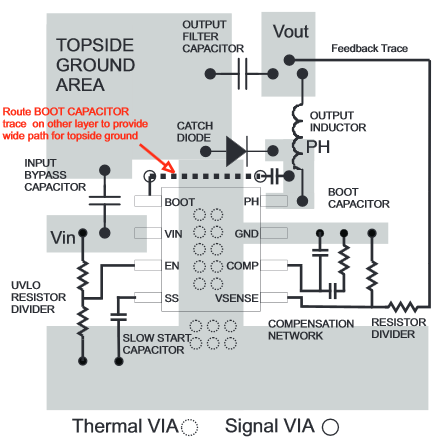 OUTPUT
FILTER
CAPACITOR
Vout
TOPSIDE
GROUND
AREA
Feedback Trace
Route BOOT CAPACITOR
trace on other layer to provide
wide path for topside ground
CATCH
DIODE
OUTPUT
INDUCTOR
PH
INPUT
BYPASS
CAPACITOR
BOOT
CAPACITOR
BOOT
PH
Vin
VIN
GND
EN
COMP
UVLO
RESISTOR
DIVIDER
SS
VSENSE
SLOW START
CAPACITOR
COMPENSATION
NETWORK
RESISTOR
DIVIDER
Thermal VIA
Signal VIA